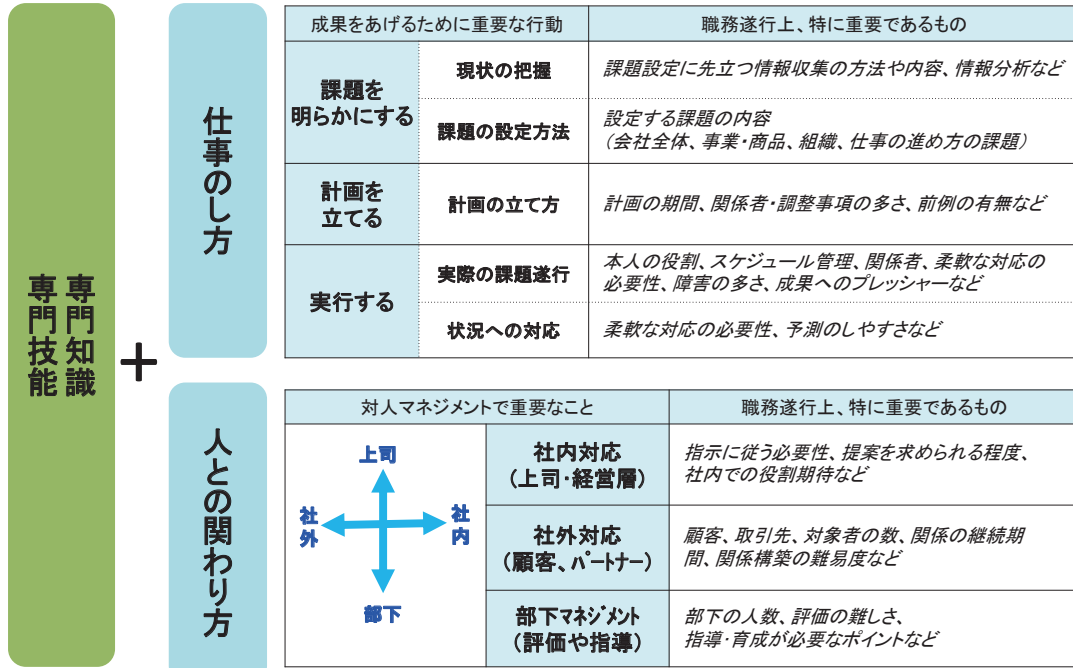 専門知識
専門技能
+
仕事のし方
成果をあげるために重要な行動
職務遂行上、特に重要であるもの
課題を
明らかにする
現状の把握
課題設定に先立つ情報収集の方法や内容、情報分析など
課題の設定方法
設定する課題の内容
(会社全体、事業・商品、組織、仕事の進め方の課題)
計画を
立てる
計画の立て方
計画の期間、関係者・調整事項の多さ、前例の有無など
実行する
実際の課題遂行
本人の役割、スケジュール管理、関係者、柔軟な対応の
必要性、障害の多さ、成果へのプレッシャーなど
状況への対応
柔軟な対応の必要性、予測のしやすさなど
人との関わり方
対人マネジメントで重要なこと
職務遂行上、特に重要であるもの
上司
社外
社内
部下
社内対応
(上司・経営層)
指示に従う必要性、提案を求められる程度、
社内での役割期待など
社外対応
(顧客、パートナー)
顧客、取引先、対象者の数、関係の継続期
間、関係構築の難易度など
部下マネジメント
(評価や指導)
部下の人数、評価の難しさ、
指導・育成が必要なポイントなど